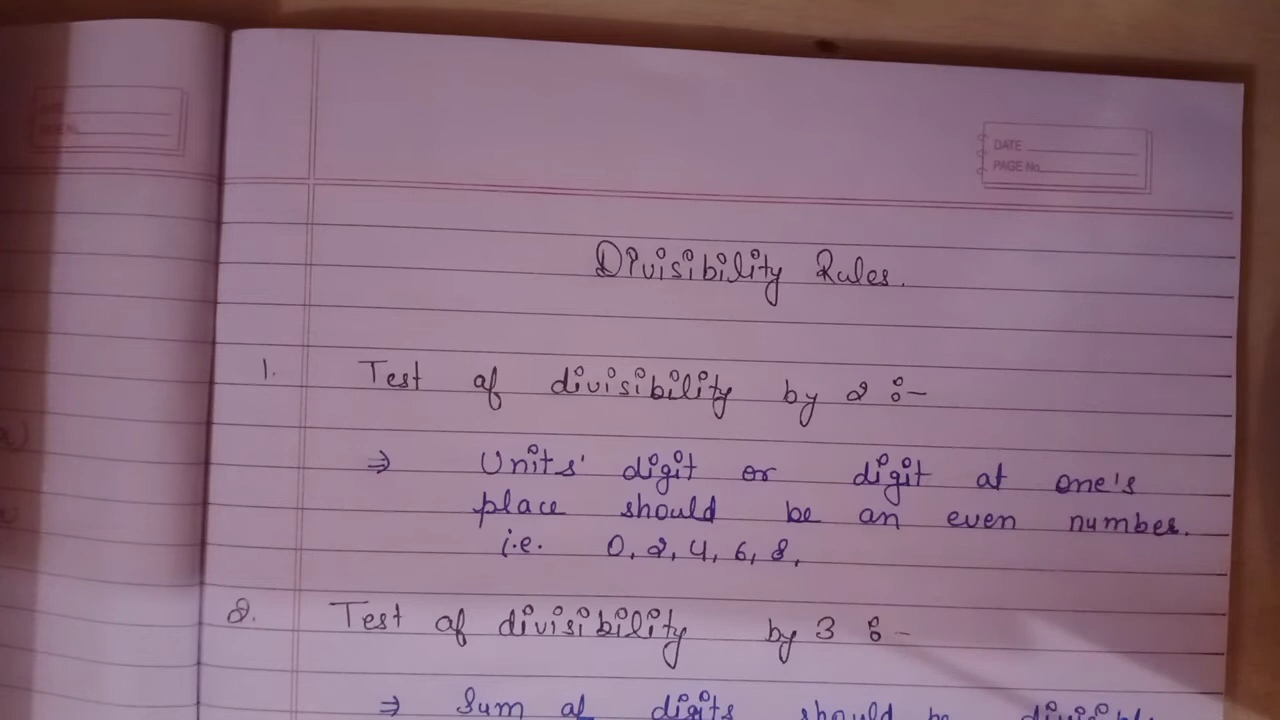 DATE
PAGE No.
Divisibility Rules.
1. Test of divisibility by 2 :-
⇒ Units' digit or digit at one's
place should be an even number.
i.e. 0, 2, 4, 6, 8,
2. Test of divisibility by 3 :-
⇒ Sum of digits should be divisible